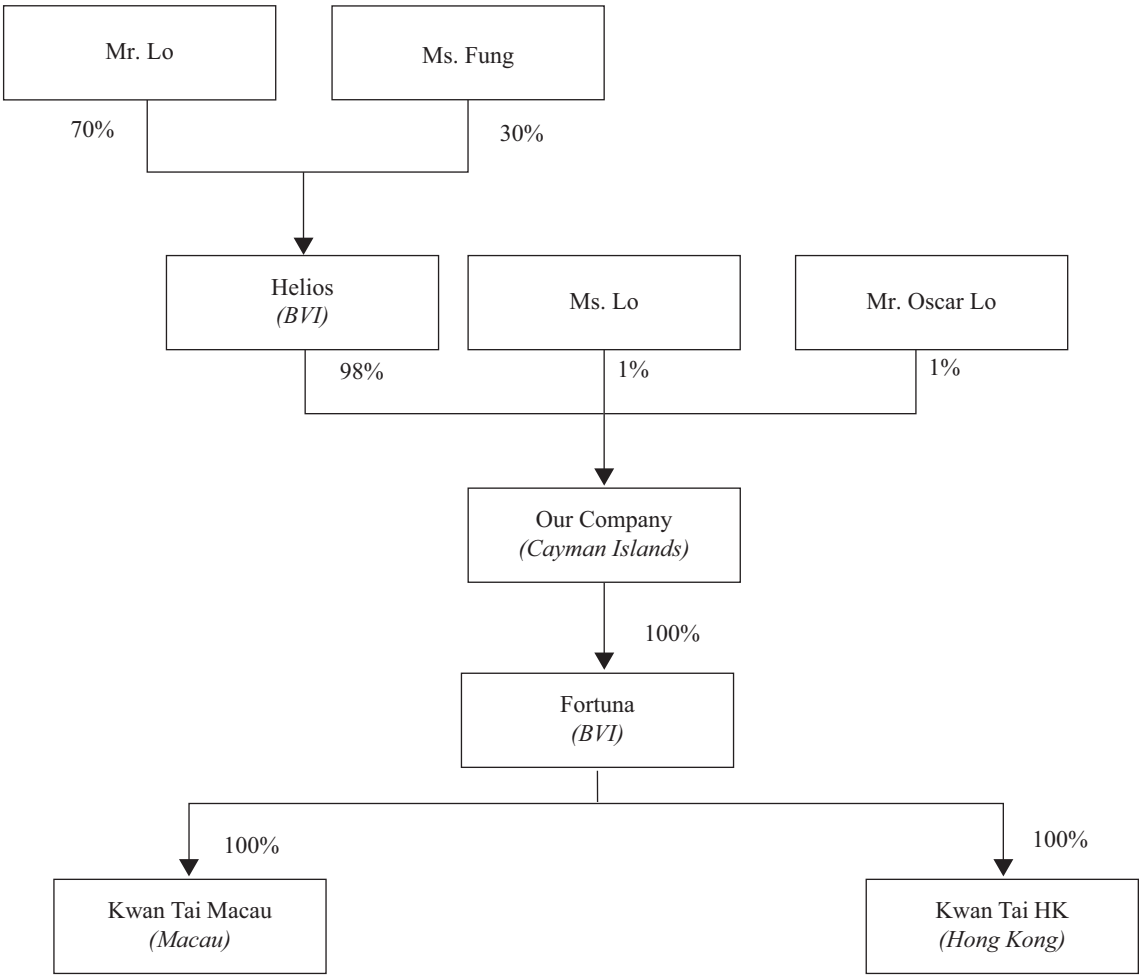 Mr. Lo
Ms. Fung
70%
30%
Helios
(BVI)
Ms. Lo
Mr. Oscar Lo
98%
1%
1%
Our Company
(Cayman Islands)
100%
Fortuna
(BVI)
100%
100%
Kwan Tai Macau
(Macau)
Kwan Tai HK
(Hong Kong)